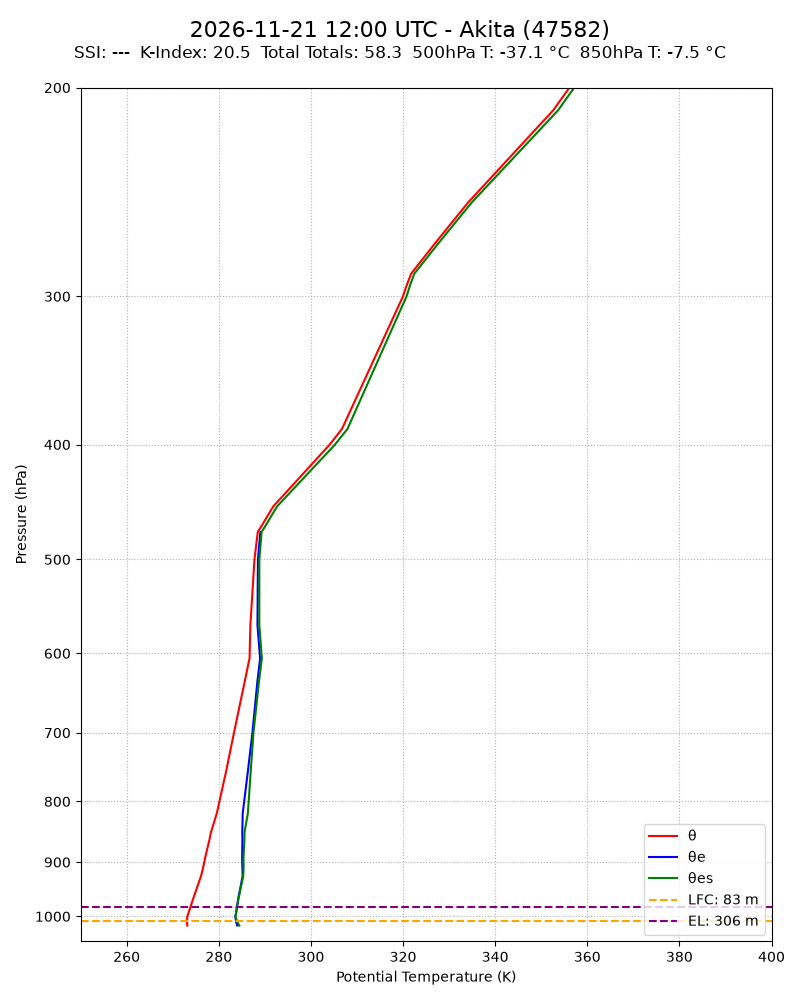 2026-11-21 12:00 UTC - Akita (47582)
SSI: --- K-Index: 20.5 Total Totals: 58.3 500hPa T: -37.1 °C 850hPa T: -7.5 °C
200
300
400
500
600
700
800
900
1000
Pressure (hPa)
θ
θe
θes
LFC: 83 m
EL: 306 m
260
280
300
320
340
360
380
400
Potential Temperature (K)